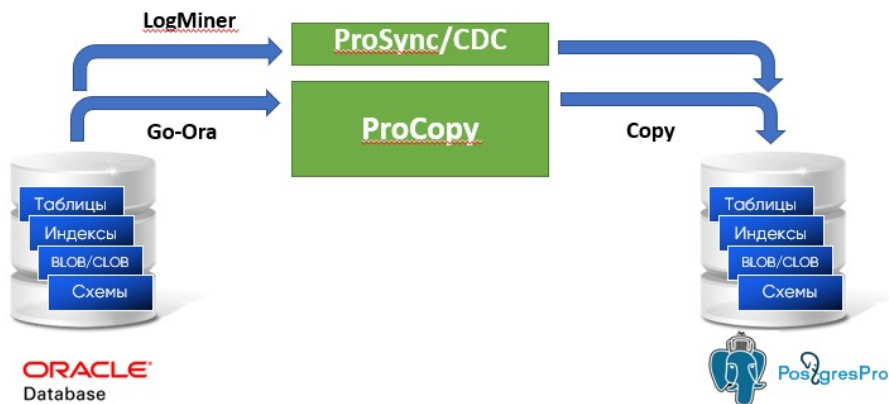 LogMiner
ProSync/CDC
Go-Ora
ProCopy
Copy
Таблицы
Индексы
BLOB/CLOB
Схемы
Таблицы
Индексы
BLOB/CLOB
Схемы
ORACLE®
Database
PostgresPro